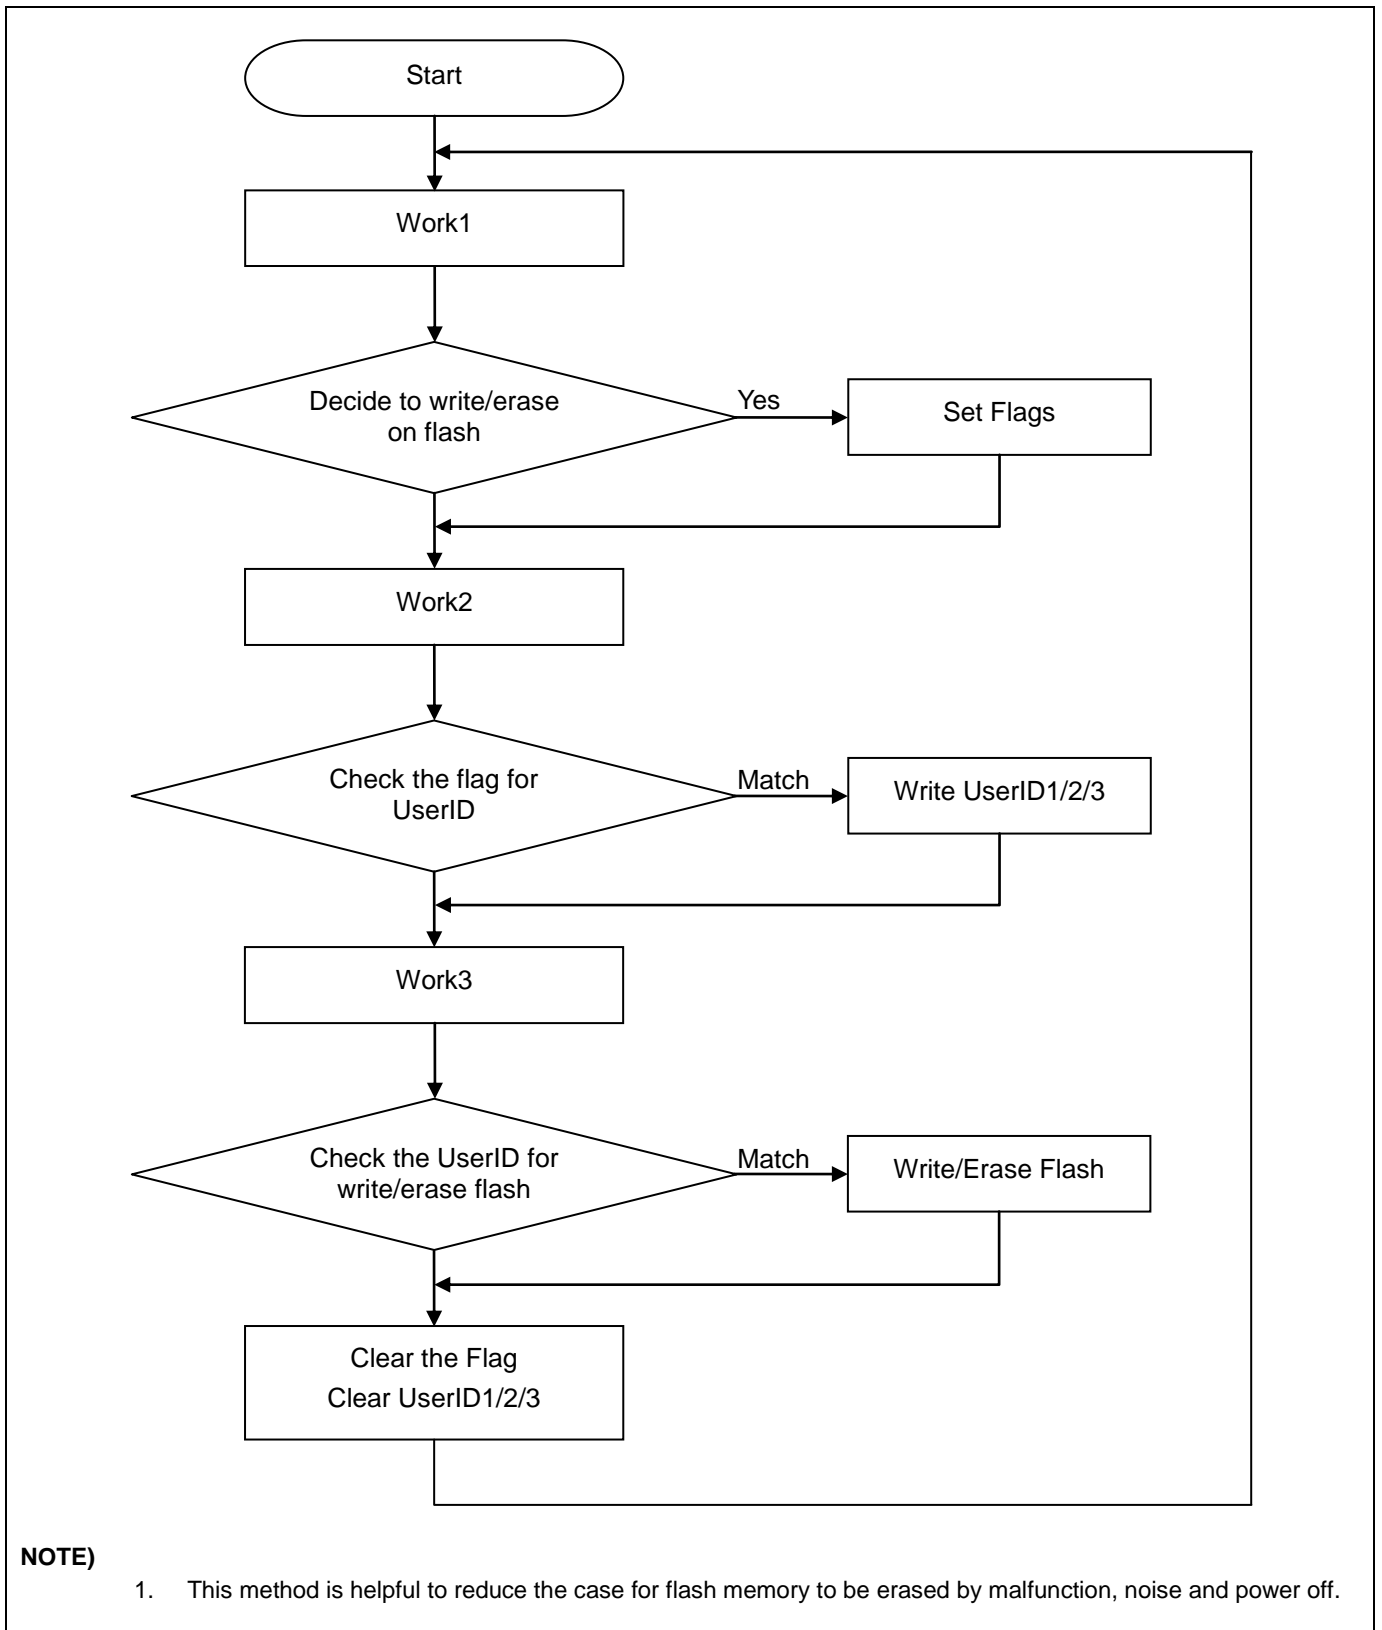 Start
Work1
Decide to write/erase
on flash
Yes
Set Flags
Work2
Check the flag for
UserID
Match
Write UserID1/2/3
Work3
Check the UserID for
write/erase flash
Match
Write/Erase Flash
Clear the Flag
Clear UserID1/2/3
NOTE)
1. This method is helpful to reduce the case for flash memory to be erased by malfunction, noise and power off.